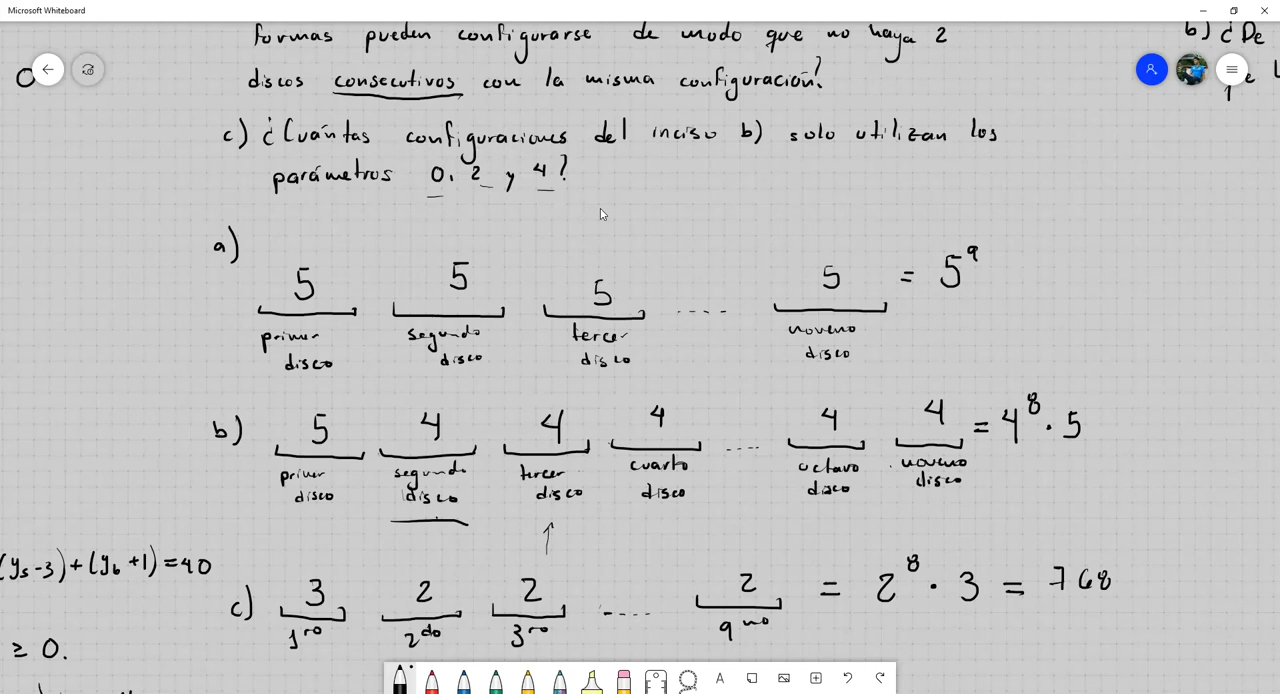 Microsoft Whiteboard
formas pueden configurarse de modo que no haya 2
discos consecutivos con la misma configuración?
b) ¿De
c) ¿Cuántas configuraciones del inciso b) solo utilizan los
parámetros 0, 2 y 4?
a)
5 5 5 ..... 5 = 5^9
primer disco segundo disco tercer disco noveno disco
b)
5 4 4 4 .... 4 4 = 4^8 · 5
primer disco segundo disco tercer disco cuarto disco octavo disco noveno disco
(y5 -3) + (y6 +1) = 40
c)
3 2 2 ..... 2 = 2^8 · 3 = 768
1ro 2do 3ro 9no
≥ 0.
A